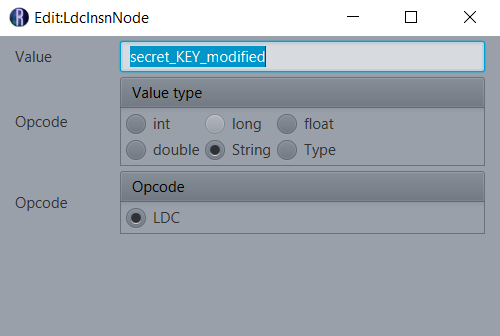 Edit:LdcInsnNode
Value
secret_KEY_modified
Opcode
Value type
int
long
float
double
String
Type
Opcode
Opcode
LDC